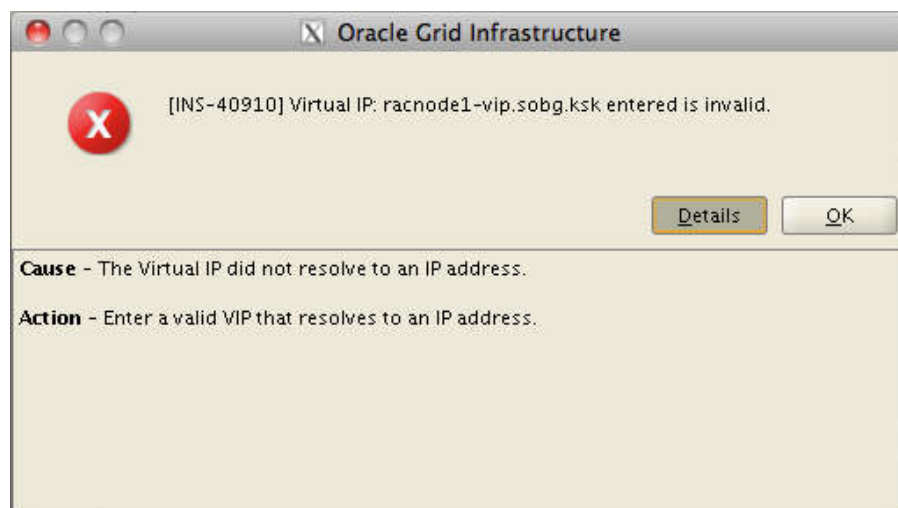 Oracle Grid Infrastructure
[INS-40910] Virtual IP: racnode1-vip.sobg.ksk entered is invalid.
Details
OK
Cause - The Virtual IP did not resolve to an IP address.
Action - Enter a valid VIP that resolves to an IP address.